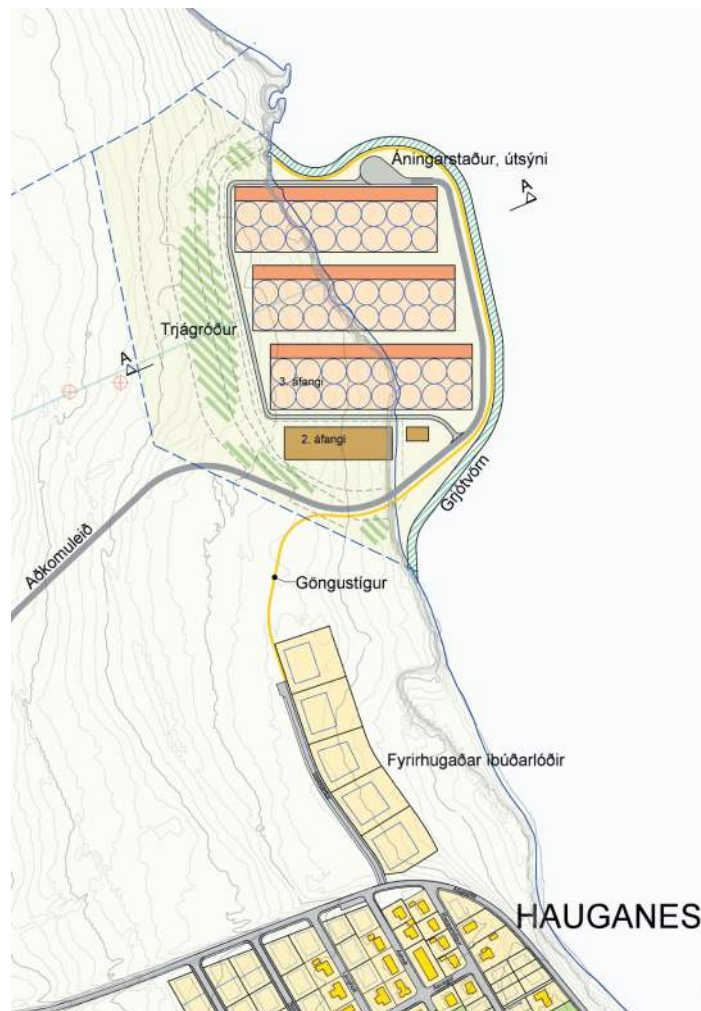 Áningarstaður, útsýni
A
Trjágróður
A
3. áfangi
2. áfangi
Grjótvörn
Aðkomuleið
Göngustígur
Fyrirhugaðar íbúðarlóðir
HAUGANES